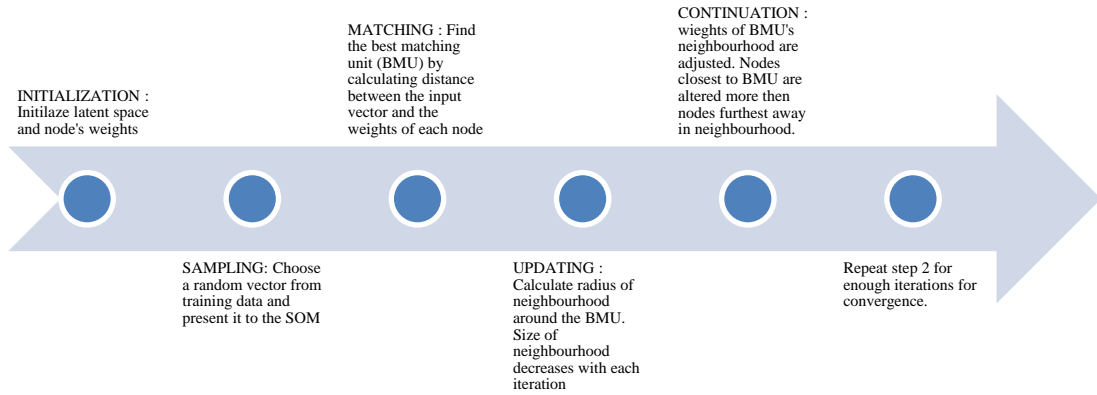 INITIALIZATION :
Initilaze latent space
and node's weights
SAMPLING: Choose
a random vector from
training data and
present it to the SOM
MATCHING : Find
the best matching
unit (BMU) by
calculating distance
between the input
vector and the
weights of each node
UPDATING :
Calculate radius of
neighbourhood
around the BMU.
Size of
neighbourhood
decreases with each
iteration
CONTINUATION :
wieghts of BMU's
neighbourhood are
adjusted. Nodes
closest to BMU are
altered more then
nodes furthest away
in neighbourhood.
Repeat step 2 for
enough iterations for
convergence.